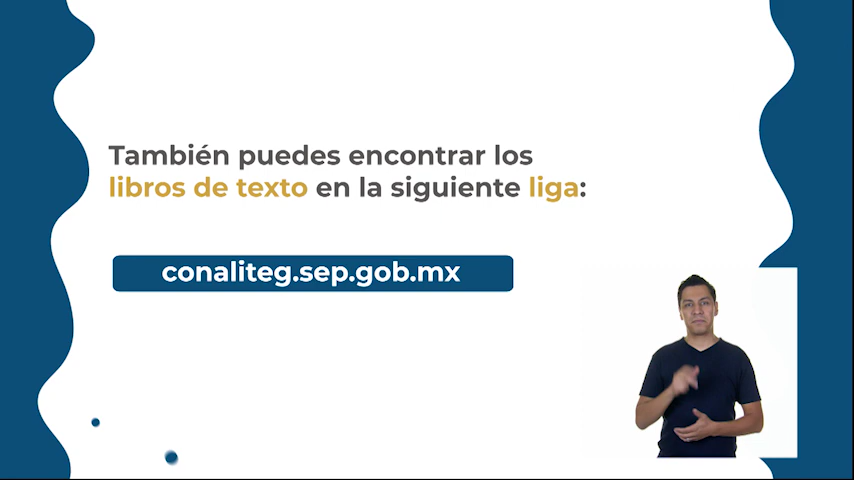 También puedes encontrar los
libros de texto en la siguiente liga:
conaliteg.sep.gob.mx